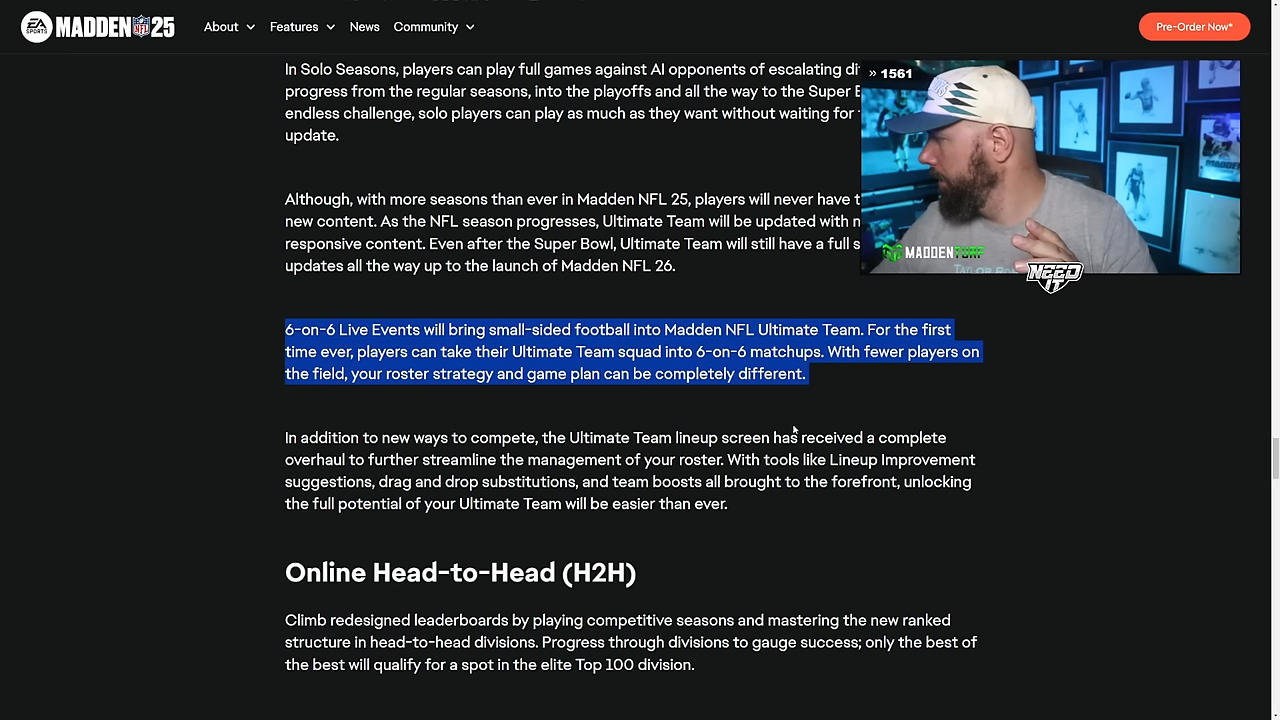 EA SPORTS MADDEN NFL 25
About
Features
News
Community
Pre-Order Now*
In Solo Seasons, players can play full games against AI opponents of escalating
progress from the regular seasons, into the playoffs and all the way to the Super
endless challenge, solo players can play as much as they want without waiting for
update.
Although, with more seasons than ever in Madden NFL 25, players will never have
new content. As the NFL season progresses, Ultimate Team will be updated with
responsive content. Even after the Super Bowl, Ultimate Team will still have a full
updates all the way up to the launch of Madden NFL 26.
» 1561
MADDENTURF
NEED IT
6-on-6 Live Events will bring small-sided football into Madden NFL Ultimate Team. For the first
time ever, players can take their Ultimate Team squad into 6-on-6 matchups. With fewer players on
the field, your roster strategy and game plan can be completely different.
In addition to new ways to compete, the Ultimate Team lineup screen has received a complete
overhaul to further streamline the management of your roster. With tools like Lineup Improvement
suggestions, drag and drop substitutions, and team boosts all brought to the forefront, unlocking
the full potential of your Ultimate Team will be easier than ever.
Online Head-to-Head (H2H)
Climb redesigned leaderboards by playing competitive seasons and mastering the new ranked
structure in head-to-head divisions. Progress through divisions to gauge success; only the best of
the best will qualify for a spot in the elite Top 100 division.